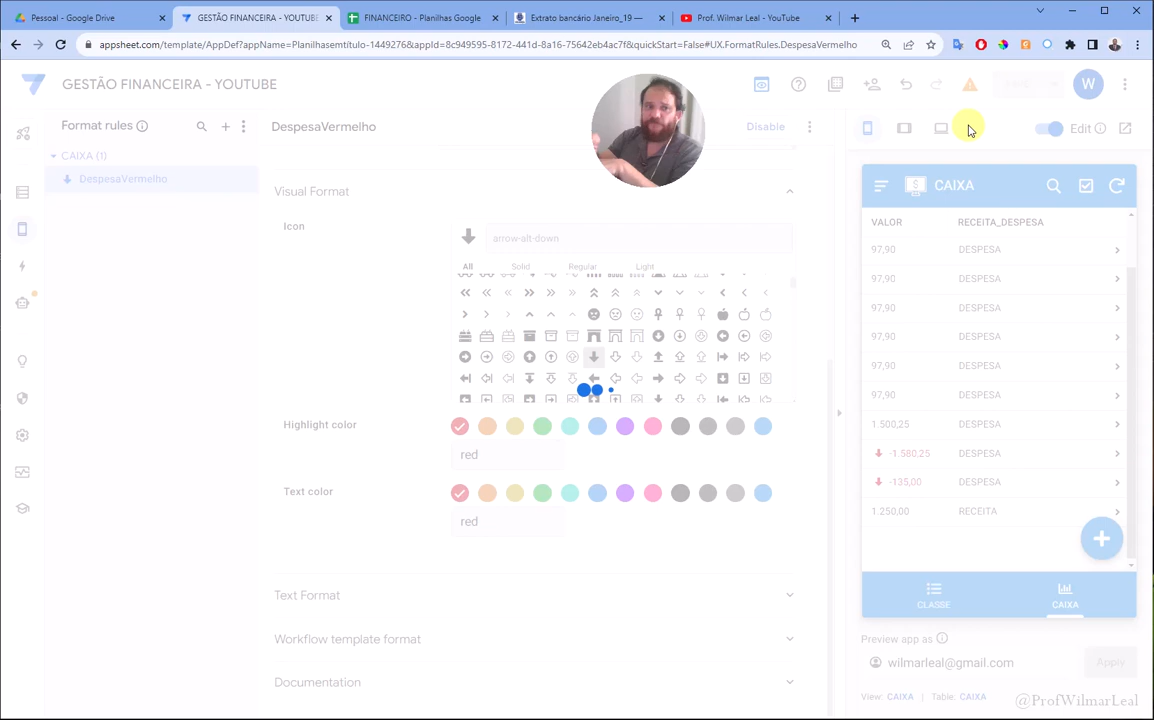 Pessoal - Google Drive
GESTÃO FINANCEIRA - YOUTUBE
FINANCEIRO - Planilhas Google
Extrato bancário Janeiro_19 —
Prof. Wilmar Leal - YouTube
appsheet.com/template/AppDef?appName=Planilhasemtítulo-1449276&appId=8c949595-8172-441d-8a16-75642eb4ac7f&quickStart=False#UX.FormatRules.DespesaVermelho
GESTÃO FINANCEIRA - YOUTUBE
SAVE
W
Format rules
DespesaVermelho
Disable
Edit
CAIXA (1)
DespesaVermelho
Visual Format
Icon
arrow-alt-down
All
Solid
Regular
Light
Highlight color
red
Text color
red
Text Format
Workflow template format
Documentation
CAIXA
VALOR
RECEITA_DESPESA
97,90
DESPESA
97,90
DESPESA
97,90
DESPESA
97,90
DESPESA
97,90
DESPESA
97,90
DESPESA
1.500,25
DESPESA
-1.580,25
DESPESA
-135,00
DESPESA
1.250,00
RECEITA
CLASSE
CAIXA
Preview app as
wilmarleal@gmail.com
Apply
View: CAIXA | Table: CAIXA
@ProfWilmarLeal